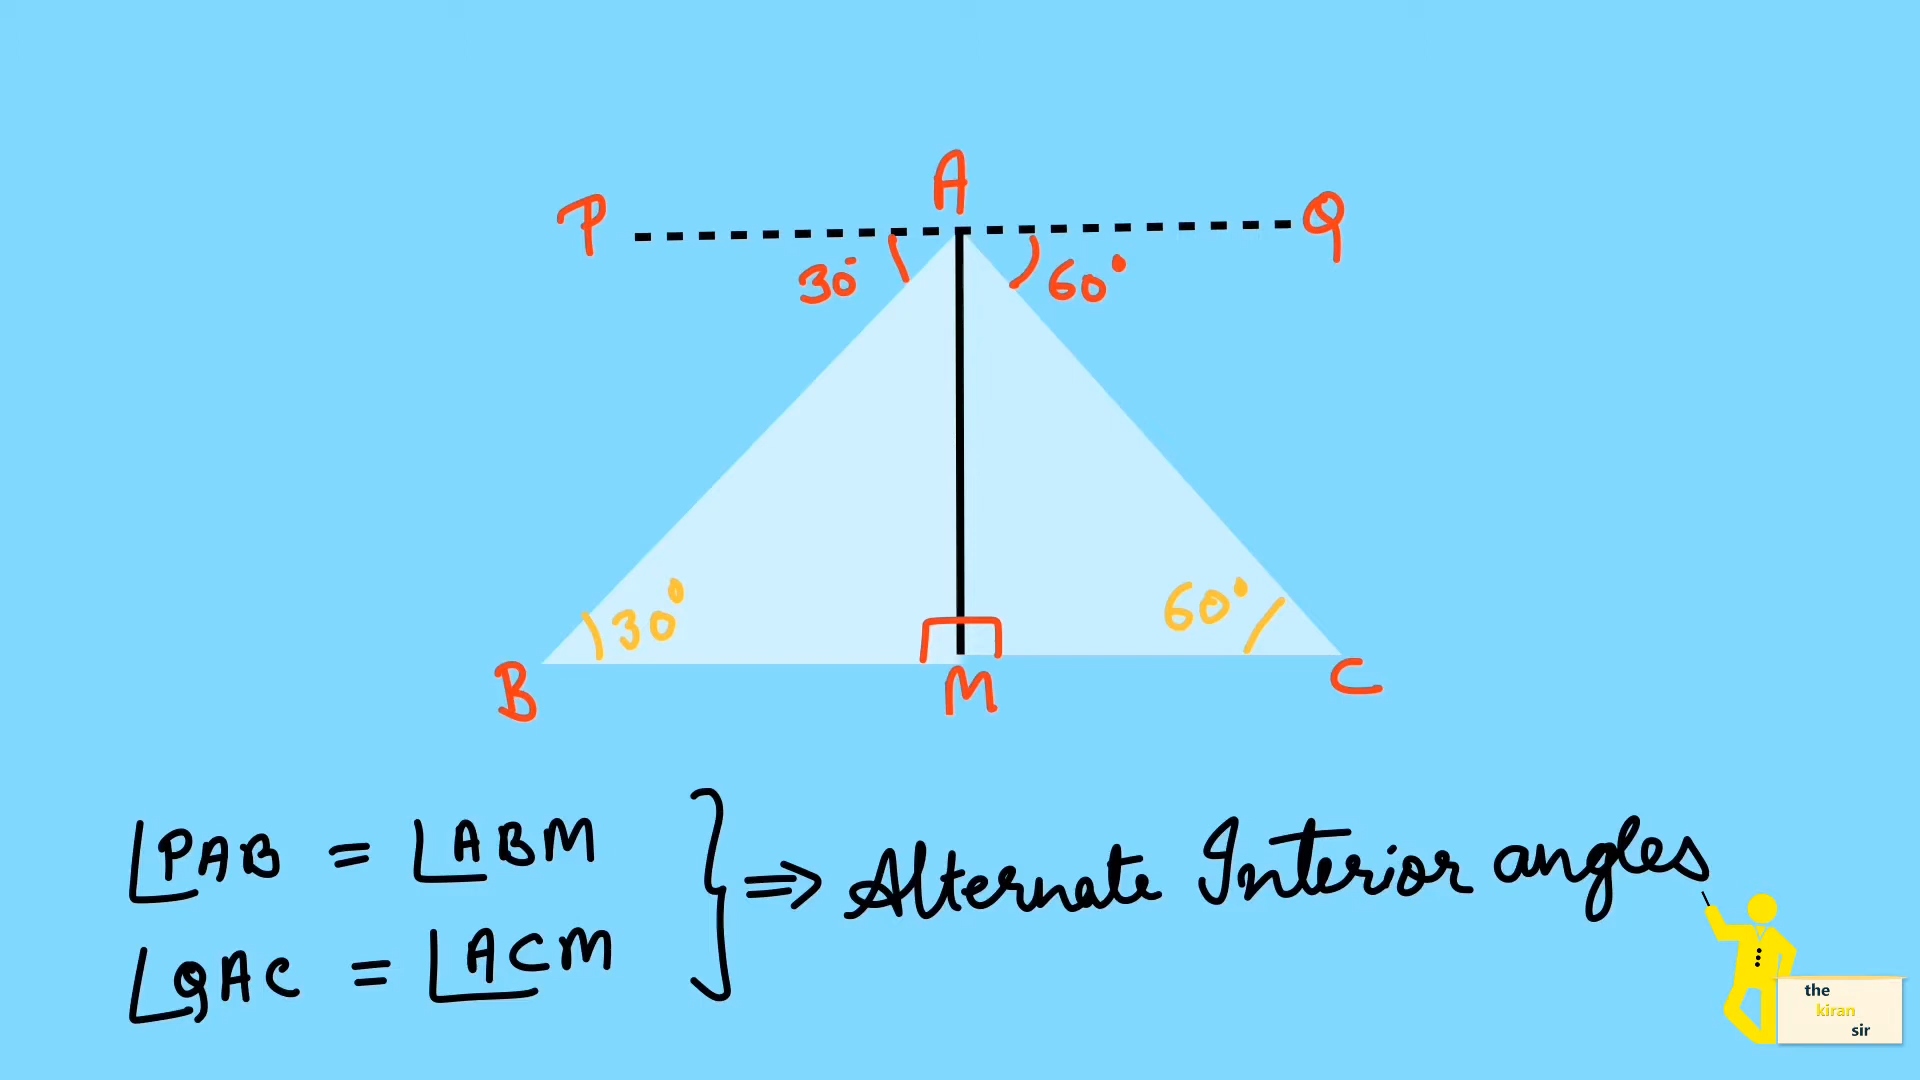 A
P
Q
30°
60°
30°
60°
B
M
C
∠PAB = ∠ABM
∠QAC = ∠ACM
} ⇒ Alternate Interior angles
the
kiran
sir